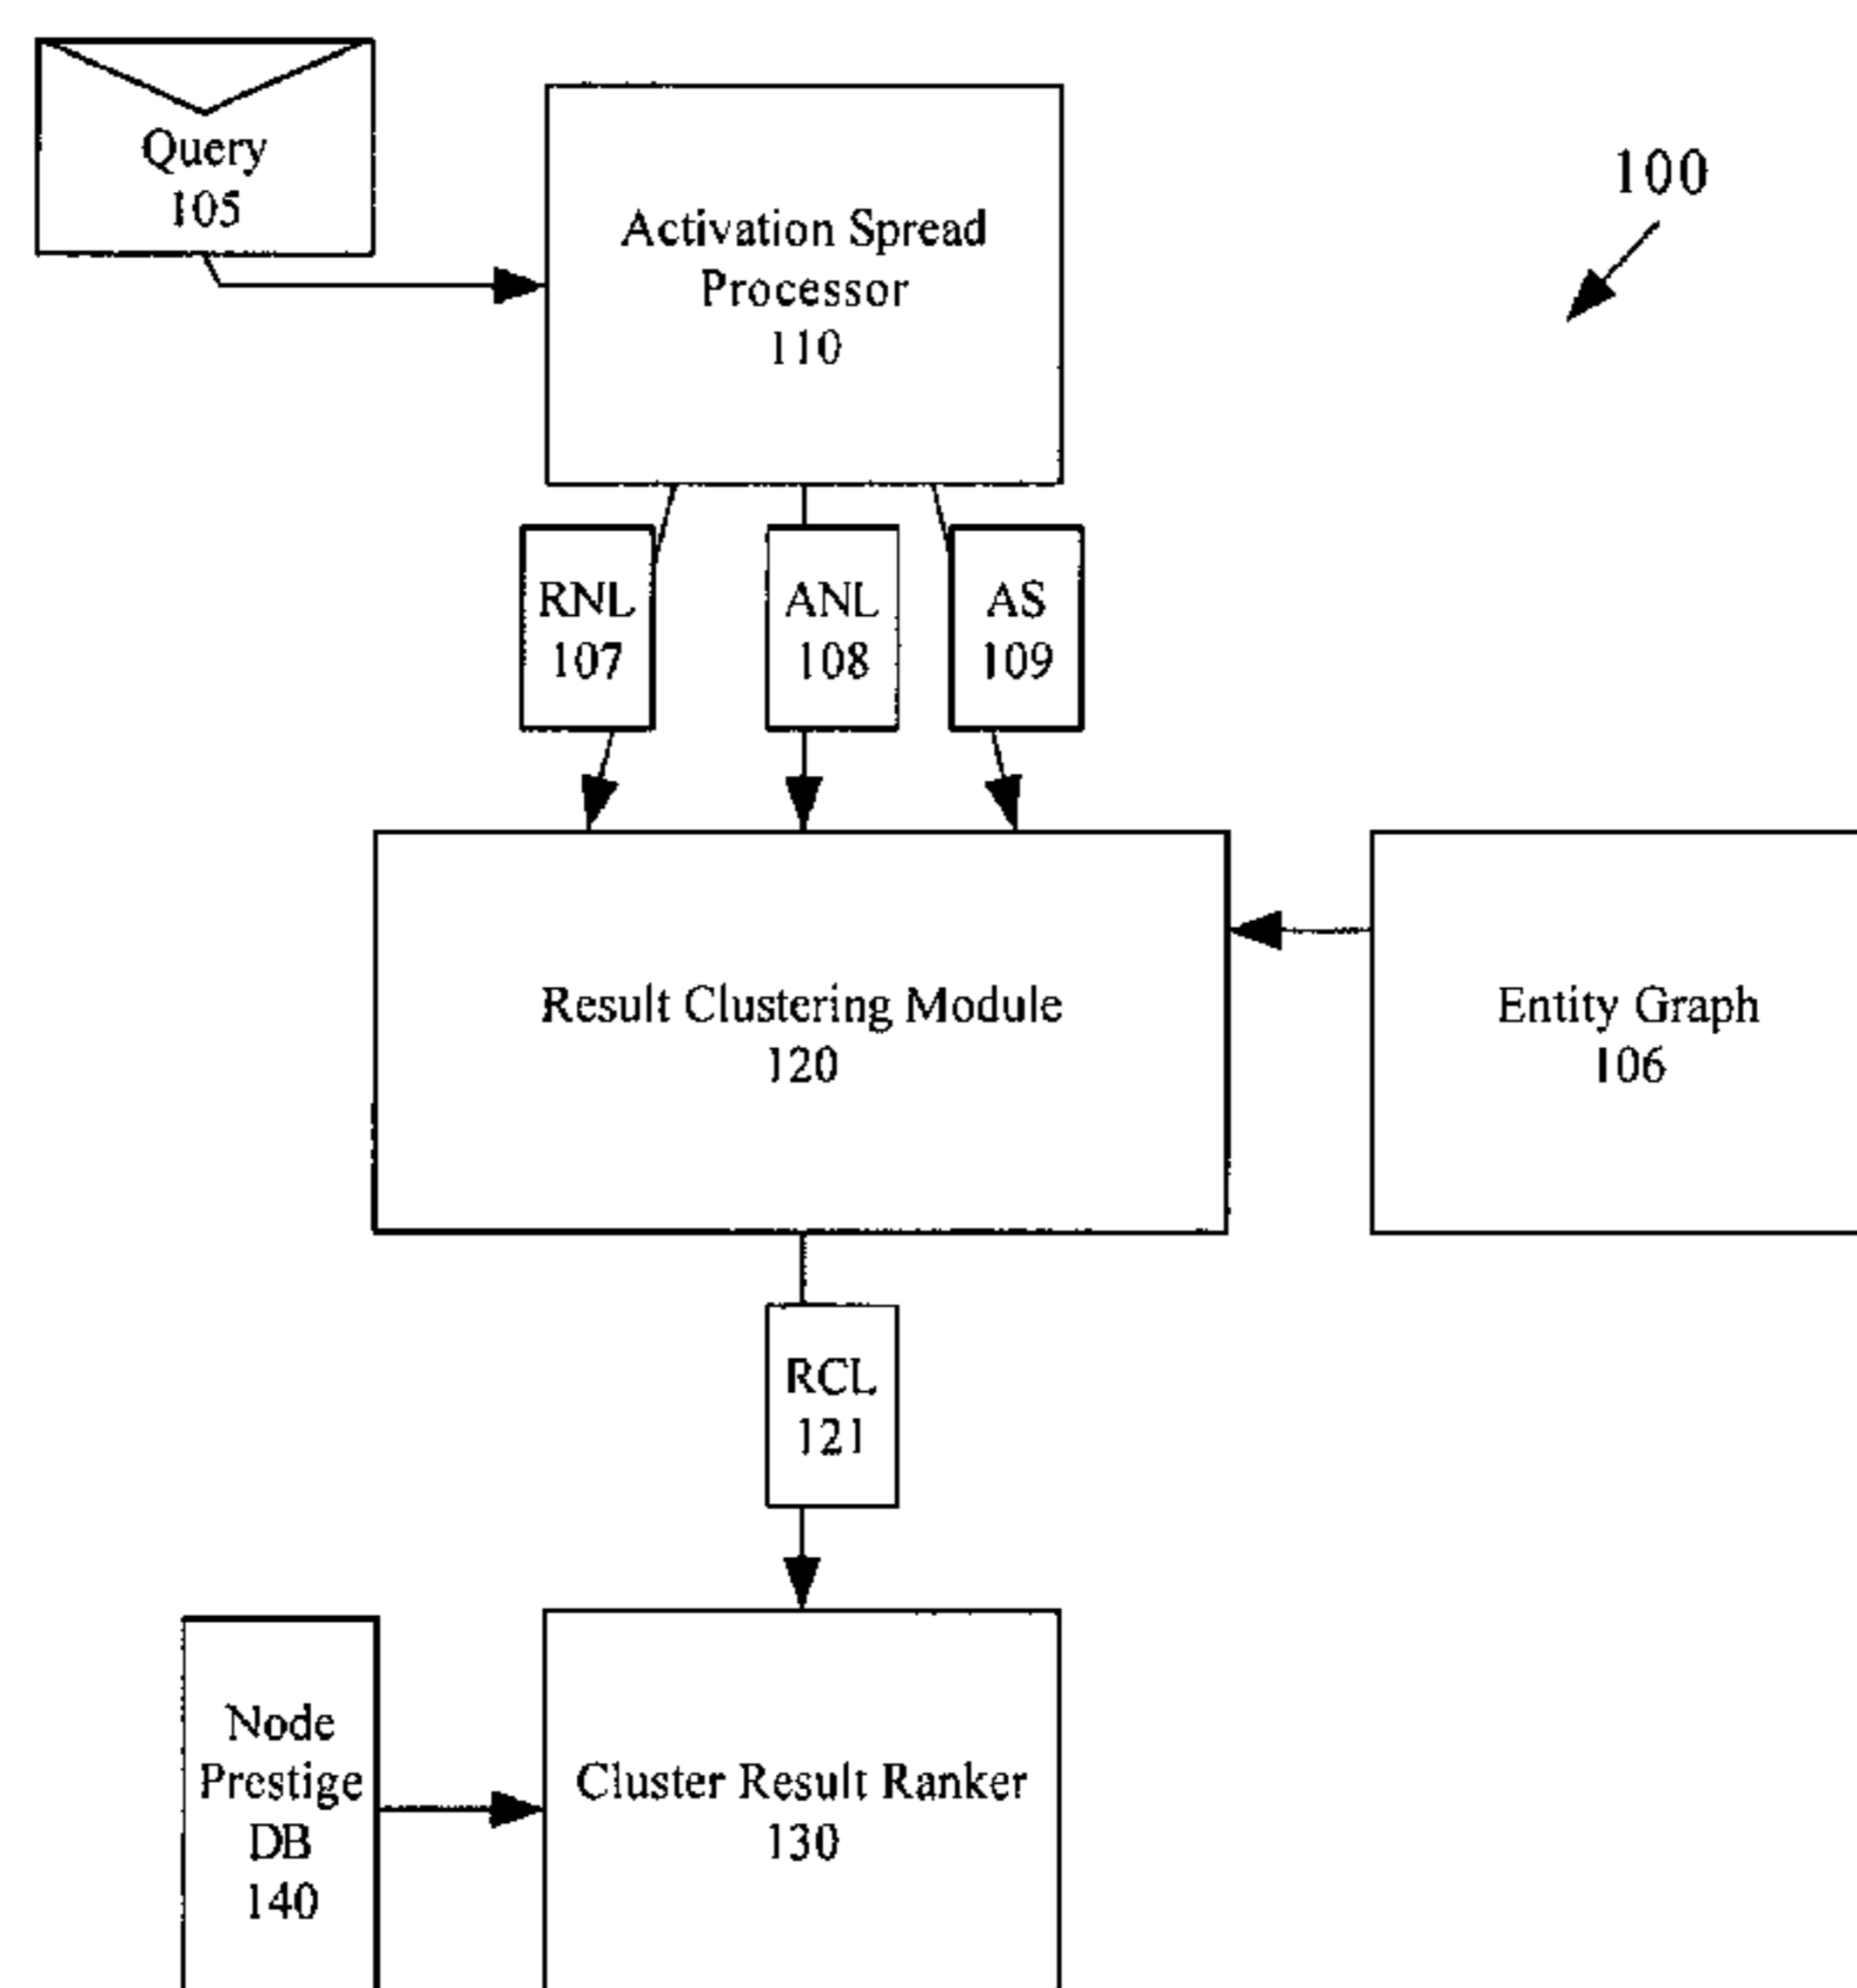 Query
105
Activation Spread
Processor
110
100
RNL
107
ANL
108
AS
109
Result Clustering Module
120
Entity Graph
106
RCL
121
Node
Prestige
DB
140
Cluster Result Ranker
130